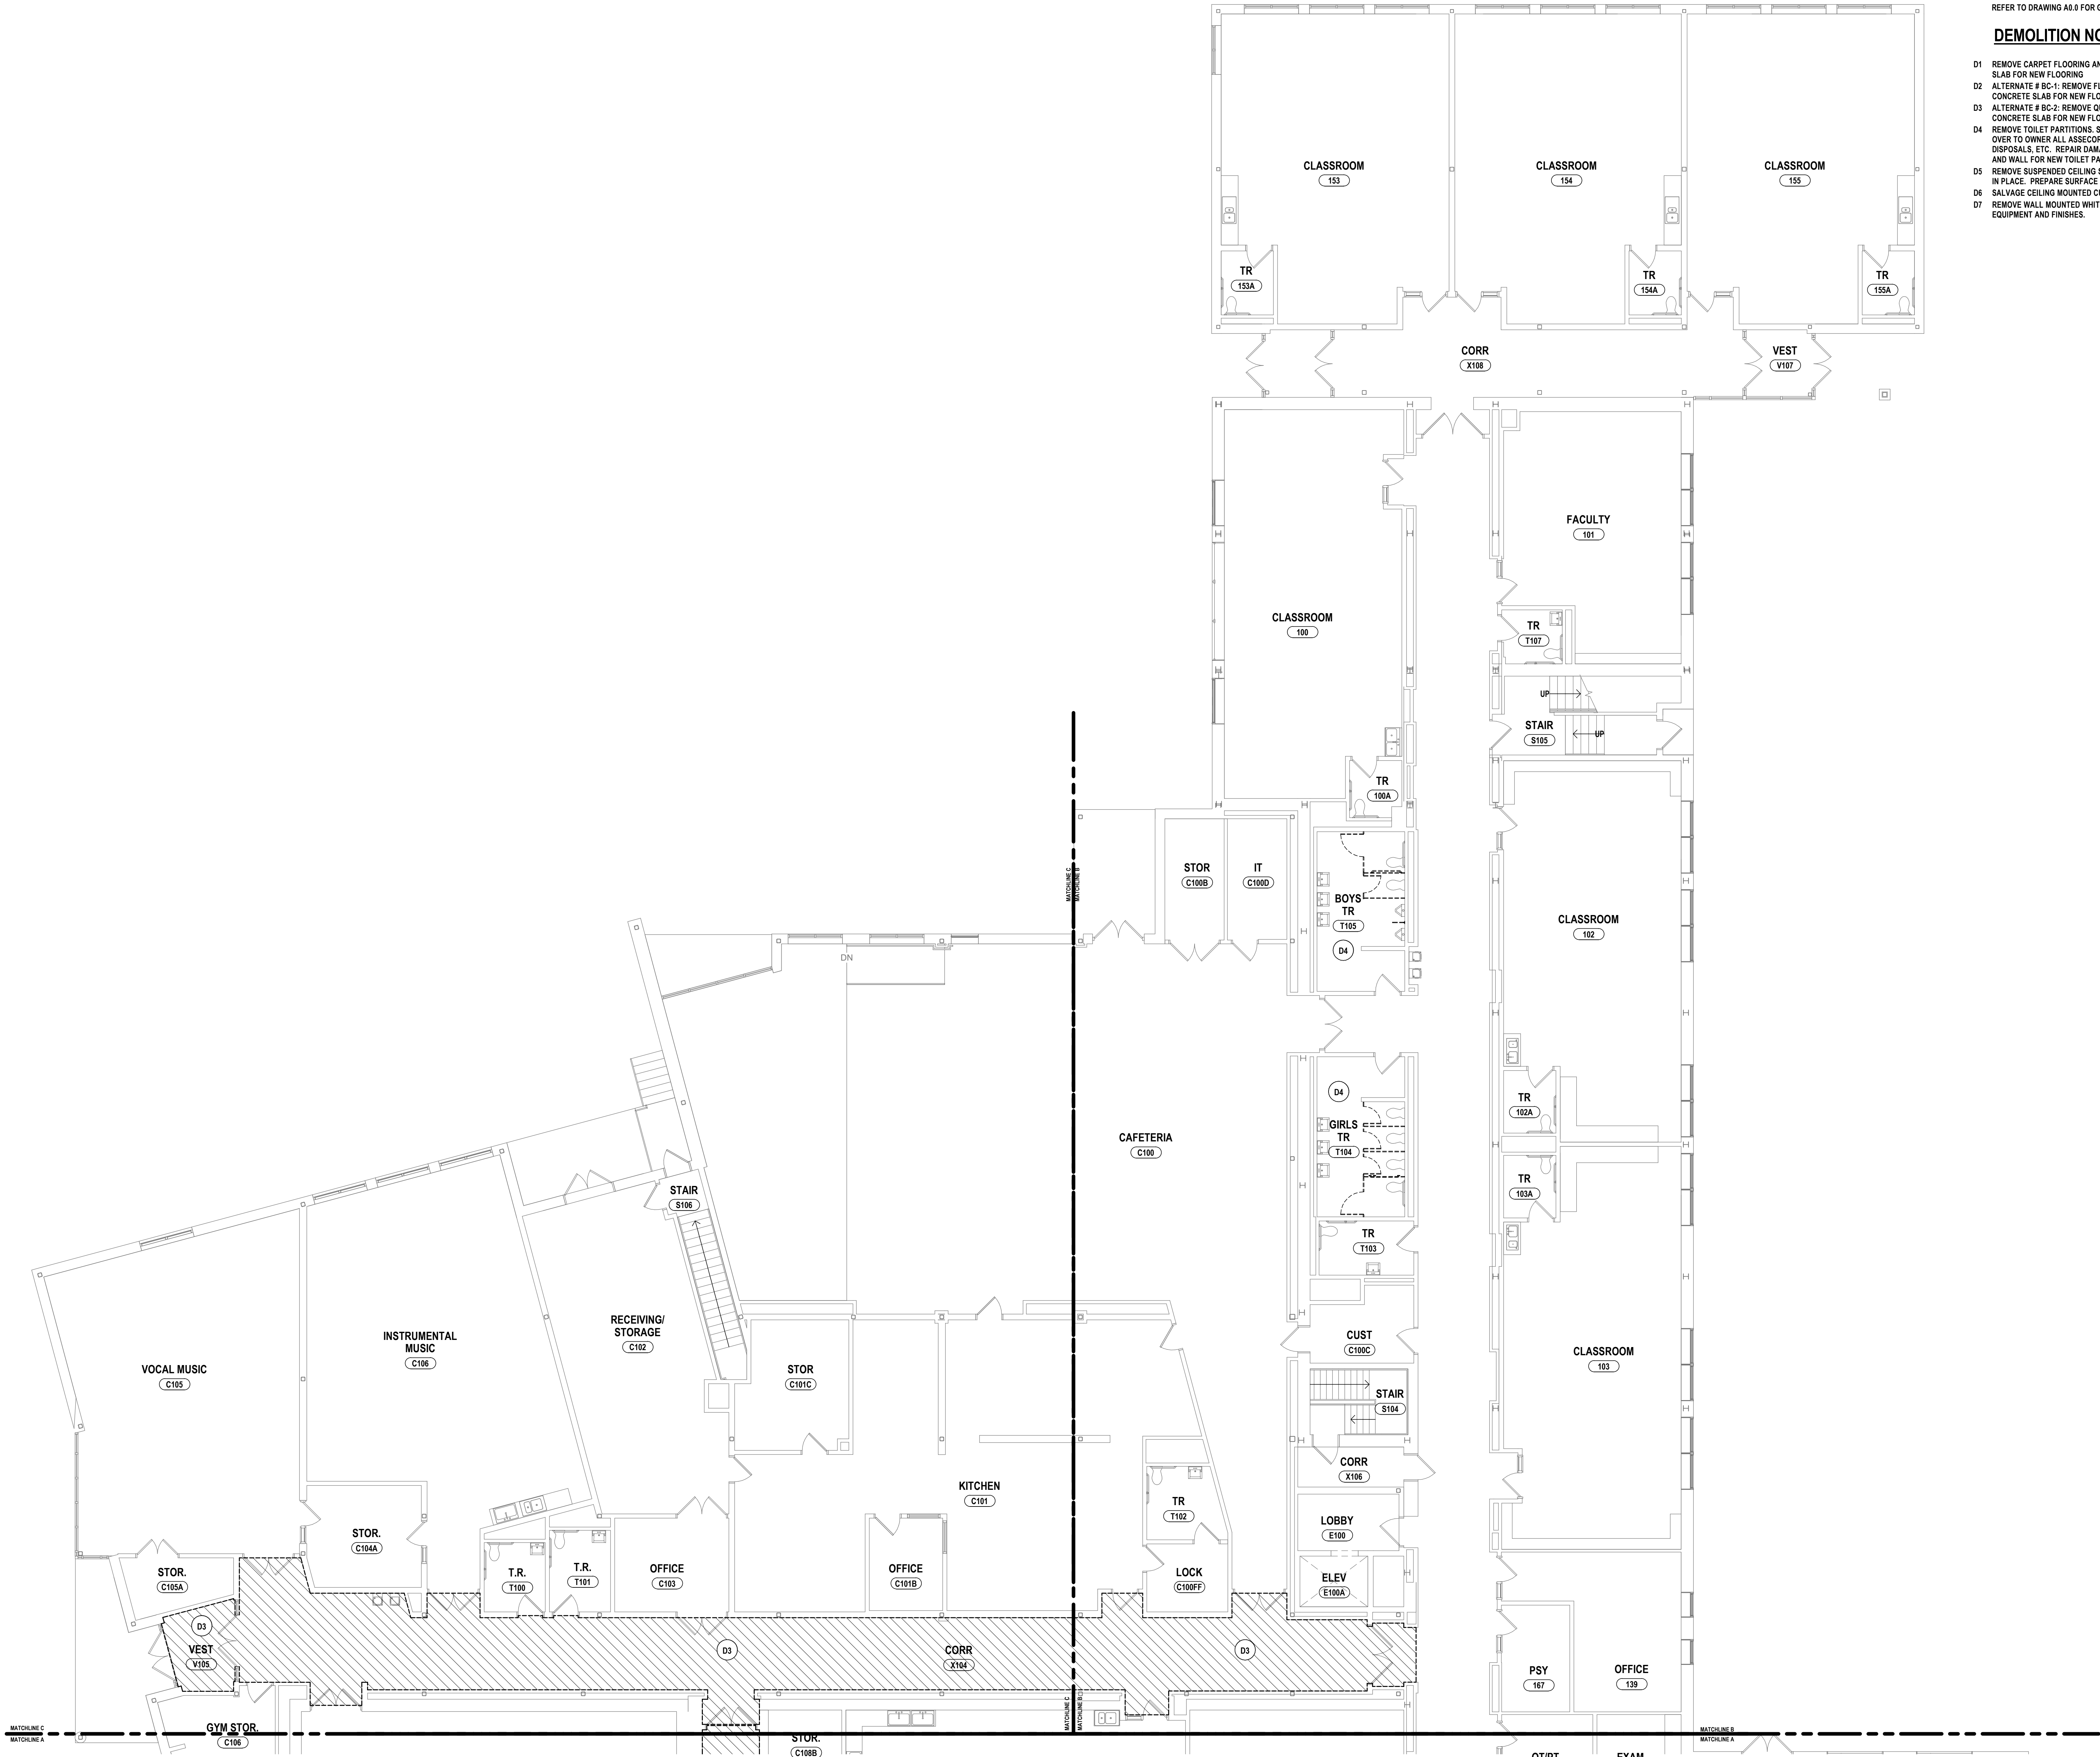 REFER TO DRAWING A0.0 FOR
DEMOLITION
D1 REMOVE CARPET FLOORING
SLAB FOR NEW FLOORING
D2 ALTERNATE # BC-1: REMOVE
CONCRETE SLAB FOR NEW
D3 ALTERNATE # BC-2: REMOVE
CONCRETE SLAB FOR NEW
D4 REMOVE TOILET PARTITIONS.
OVER TO OWNER ALL
DISPOSALS, ETC. REPAIR
AND WALL FOR NEW TOILET
D5 REMOVE SUSPENDED CEILING
IN PLACE. PREPARE SURFACE
D6 SALVAGE CEILING MOUNTED
D7 REMOVE WALL MOUNTED
EQUIPMENT AND FINISHES.
CLASSROOM
153
CLASSROOM
154
CLASSROOM
155
TR
153A
TR
154A
TR
155A
CORR
X108
VEST
V107
FACULTY
101
CLASSROOM
100
TR
T107
UP
STAIR
S105
UP
TR
100A
STOR
C100B
IT
C100D
MATCHLINE C
MATCHLINE B
BOYS
TR
T105
D4
CLASSROOM
102
DN
D4
GIRLS
TR
T104
TR
102A
CAFETERIA
C100
TR
103A
STAIR
S106
TR
T103
RECEIVING/
STORAGE
C102
INSTRUMENTAL
MUSIC
C106
VOCAL MUSIC
C105
STOR
C101C
CUST
C100C
CLASSROOM
103
STAIR
S104
CORR
X106
KITCHEN
C101
TR
T102
LOBBY
E100
STOR.
C104A
STOR.
C105A
T.R.
T100
T.R.
T101
OFFICE
C103
OFFICE
C101B
LOCK
C100FF
ELEV
E100A
D3
VEST
V105
D3
CORR
X104
D3
PSY
167
OFFICE
139
MATCHLINE C
MATCHLINE B
GYM STOR.
C106
STOR.
C108B
MATCHLINE C
MATCHLINE A
MATCHLINE B
MATCHLINE A
OT/PT
EXAM